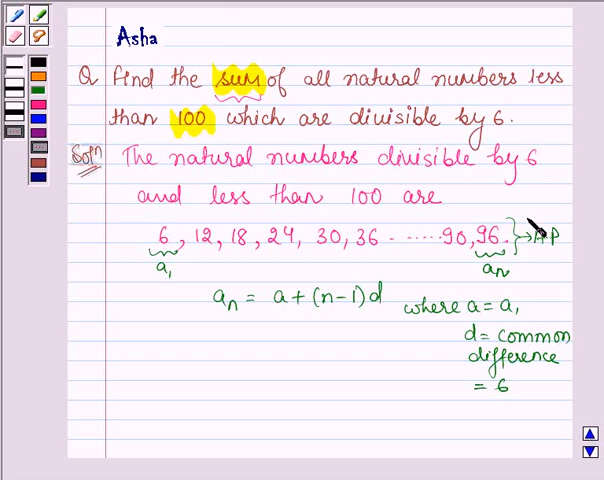 Asha
Q Find the sum of all natural numbers less
than 100 which are divisible by 6.
Soln The natural numbers divisible by 6
and less than 100 are
6, 12, 18, 24, 30, 36 - ...... 90, 96. → AP
a₁ aₙ
aₙ = a + (n-1)d where a = a₁
d = common
difference
= 6